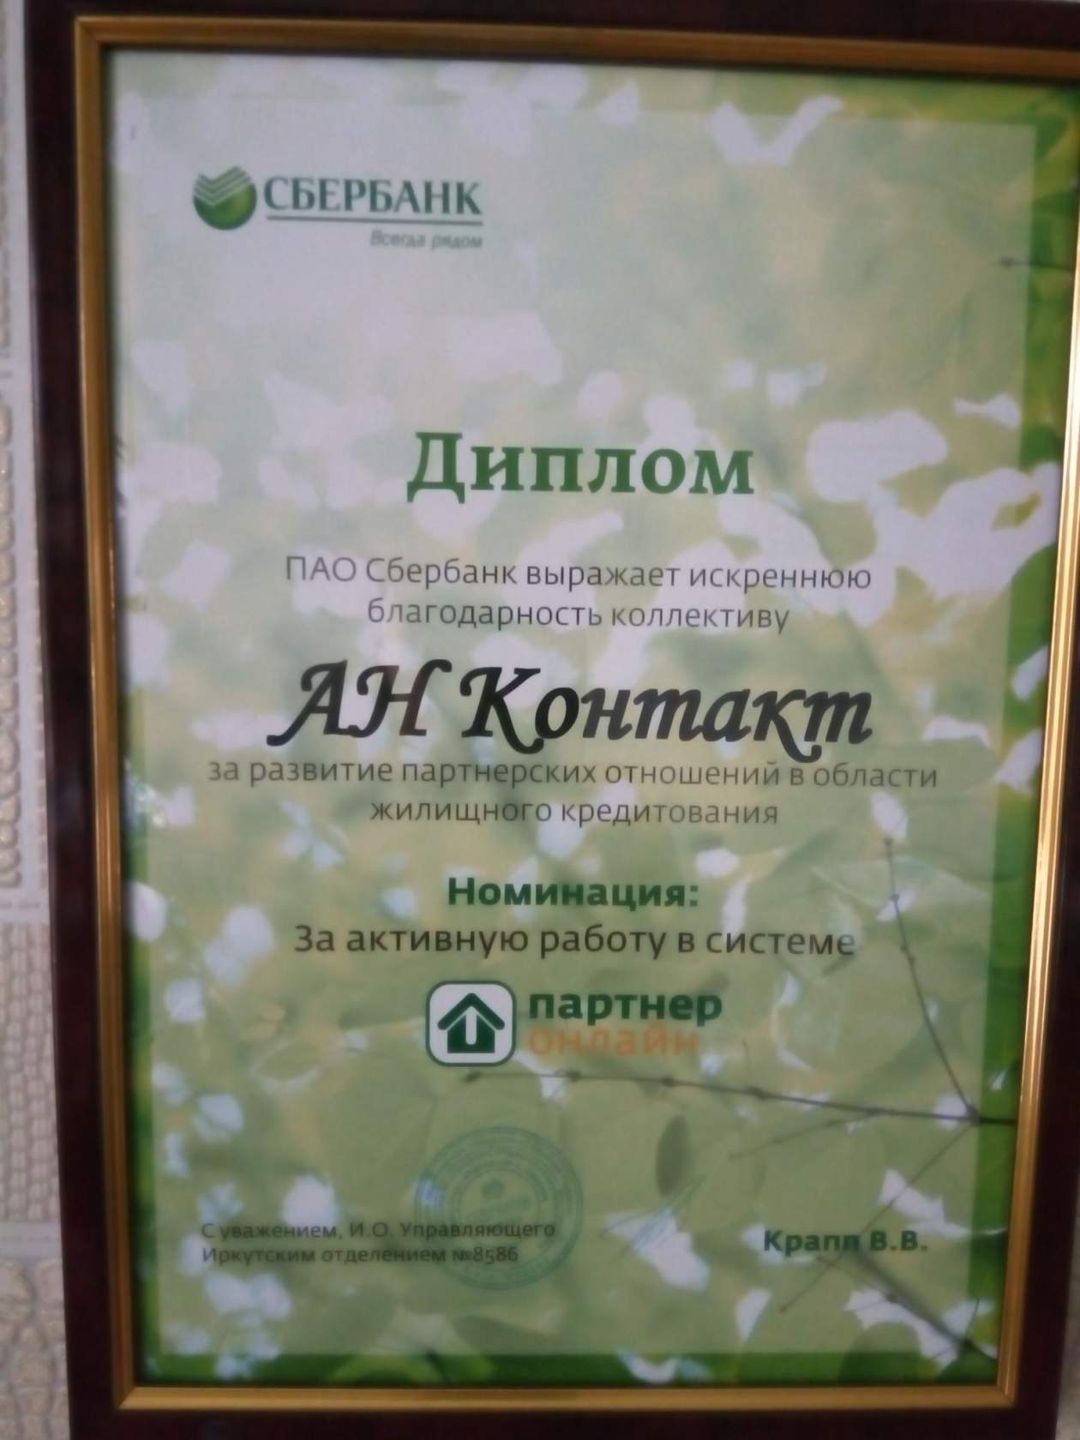 СБЕРБАНК
Всегда рядом
Диплом
ПАО Сбербанк выражает искреннюю
благодарность коллективу
АН Контакт
за развитие партнерских отношений в области
жилищного кредитования
Номинация:
За активную работу в системе
партнер
онлайн
С уважением, И.О. Управляющего
Иркутским отделением №8586
Крапп В.В.